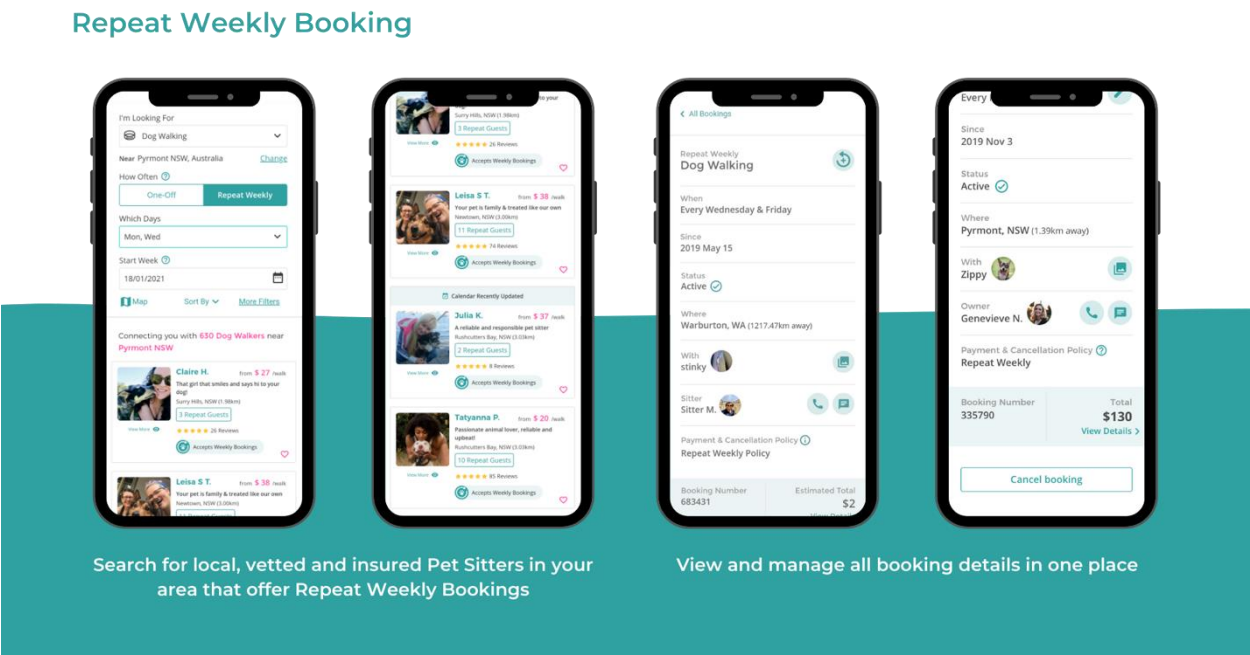 Repeat Weekly Booking
I'm Looking For
Dog Walking
Near Pyrmont NSW, Australia Change
How Often
One-Off Repeat Weekly
Which Days
Mon, Wed
Start Week
18/01/2021
Map Sort By More Filters
Connecting you with 630 Dog Walkers near
Pyrmont NSW
Claire H. from $ 27 /walk
That girl that smiles and says hi to your
dog!
Surry Hills, NSW (1.98km)
3 Repeat Guests
View More 26 Reviews
Accepts Weekly Bookings
Leisa S T. from $ 38 /walk
Your pet is family & treated like our own
Newtown, NSW (3.00km)
11 Repeat Guests
to your
Surry Hills, NSW (1.98km)
3 Repeat Guests
View More 26 Reviews
Accepts Weekly Bookings
Leisa S T. from $ 38 /walk
Your pet is family & treated like our own
Newtown, NSW (3.00km)
11 Repeat Guests
View More 74 Reviews
Accepts Weekly Bookings
Calendar Recently Updated
Julia K. from $ 37 /walk
A reliable and responsible pet sitter
Rushcutters Bay, NSW (3.03km)
2 Repeat Guests
View More 8 Reviews
Accepts Weekly Bookings
Tatyanna P. from $ 20 /walk
Passionate animal lover, reliable and
upbeat!
Rushcutters Bay, NSW (3.03km)
10 Repeat Guests
View More 85 Reviews
Accepts Weekly Bookings
Search for local, vetted and insured Pet Sitters in your
area that offer Repeat Weekly Bookings
All Bookings
Repeat Weekly
Dog Walking
When
Every Wednesday & Friday
Since
2019 May 15
Status
Active
Where
Warburton, WA (1217.47km away)
With
stinky
Sitter
Sitter M.
Payment & Cancellation Policy
Repeat Weekly Policy
Booking Number Estimated Total
683431 $2
View Details
Every
Since
2019 Nov 3
Status
Active
Where
Pyrmont, NSW (1.39km away)
With
Zippy
Owner
Genevieve N.
Payment & Cancellation Policy
Repeat Weekly
Booking Number Total
335790 $130
View Details
Cancel booking
View and manage all booking details in one place